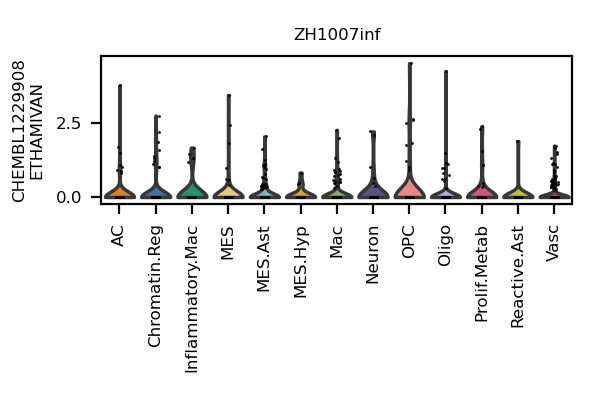 ZH1007inf
CHEMBL1229908
ETHAMIVAN
2.5
0.0
AC
Chromatin.Reg
Inflammatory.Mac
MES
MES.Ast
MES.Hyp
Mac
Neuron
OPC
Oligo
Prolif.Metab
Reactive.Ast
Vasc